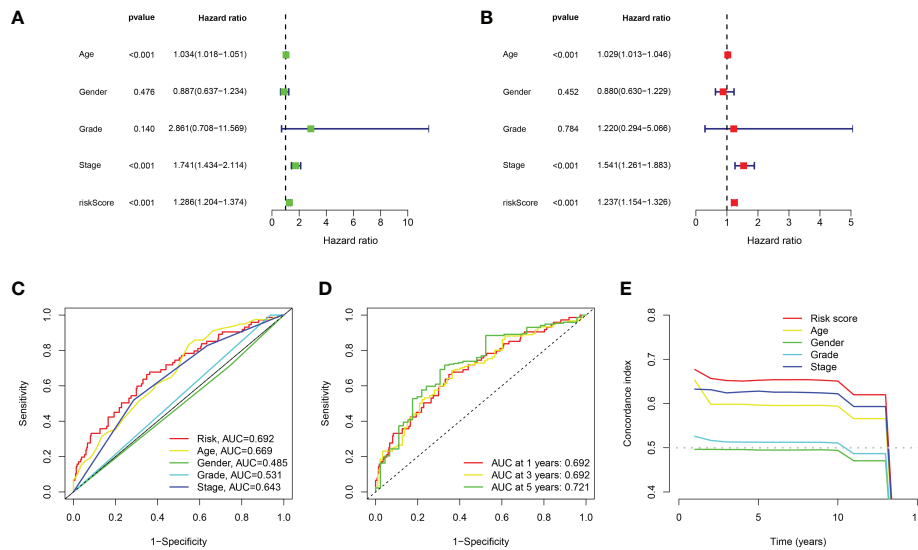 A
pvalue Hazard ratio
Age <0.001 1.034(1.018−1.051)
Gender 0.476 0.887(0.637−1.234)
Grade 0.140 2.861(0.708−11.569)
Stage <0.001 1.741(1.434−2.114)
riskScore <0.001 1.286(1.204−1.374)
0 2 4 6 8 10
Hazard ratio
B
pvalue Hazard ratio
Age <0.001 1.029(1.013−1.046)
Gender 0.452 0.880(0.630−1.229)
Grade 0.784 1.220(0.294−5.066)
Stage <0.001 1.541(1.261−1.883)
riskScore <0.001 1.237(1.154−1.326)
0 1 2 3 4 5
Hazard ratio
C
Sensitivity
1.0
0.8
0.6
0.4
0.2
0.0
Risk, AUC=0.692
Age, AUC=0.669
Gender, AUC=0.485
Grade, AUC=0.531
Stage, AUC=0.643
0.0 0.2 0.4 0.6 0.8 1.0
1−Specificity
D
Sensitivity
1.0
0.8
0.6
0.4
0.2
0.0
AUC at 1 years: 0.692
AUC at 3 years: 0.692
AUC at 5 years: 0.721
0.0 0.2 0.4 0.6 0.8 1.0
1−Specificity
E
Concordance index
0.8
0.7
0.6
0.5
0.4
Risk score
Age
Gender
Grade
Stage
0 5 10 15
Time (years)